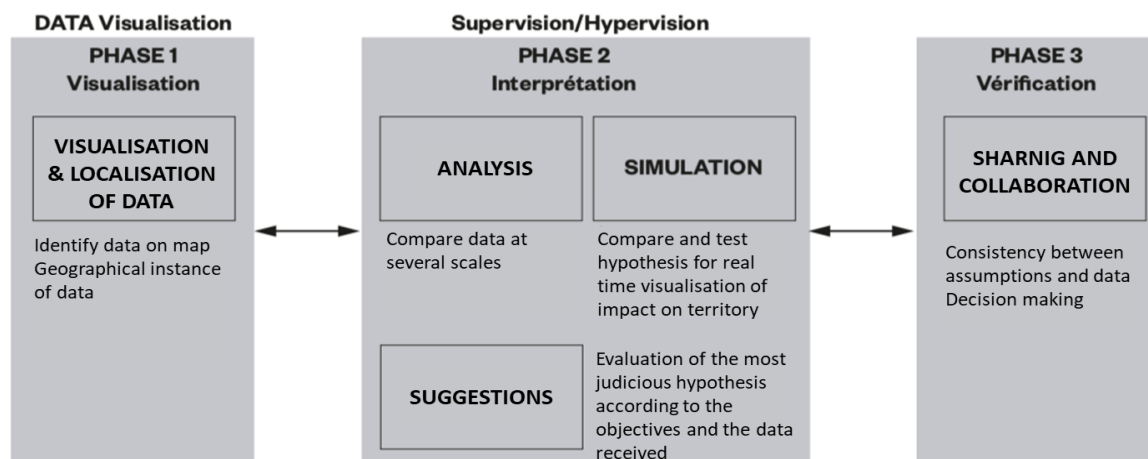 DATA Visualisation
PHASE 1
Visualisation
VISUALISATION
& LOCALISATION
OF DATA
Identify data on map
Geographical instance
of data
Supervision/Hypervision
PHASE 2
Interprétation
ANALYSIS
Compare data at
several scales
SIMULATION
Compare and test
hypothesis for real
time visualisation of
impact on territory
SUGGESTIONS
Evaluation of the most
judicious hypothesis
according to the
objectives and the data
received
PHASE 3
Vérification
SHARNIG AND
COLLABORATION
Consistency between
assumptions and data
Decision making